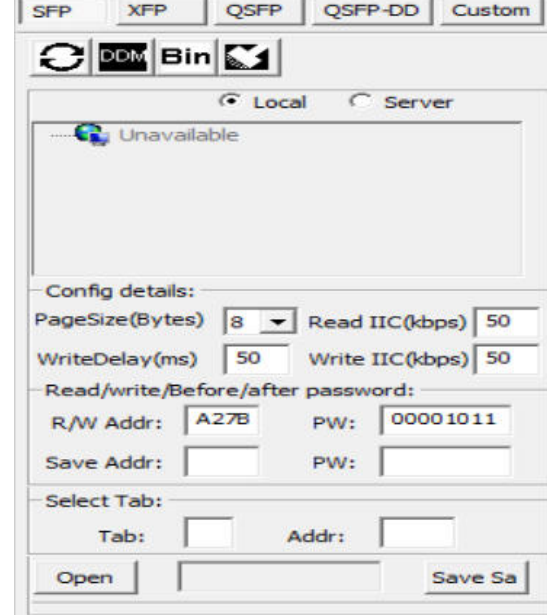 SFP XFP QSFP QSFP-DD Custom
DDM Bin
Local Server
Unavailable
Config details:
PageSize(Bytes) 8 Read IIC(kbps) 50
WriteDelay(ms) 50 Write IIC(kbps) 50
Read/write/Before/after password:
R/W Addr: A27B PW: 00001011
Save Addr: PW:
Select Tab:
Tab: Addr:
Open Save Sa